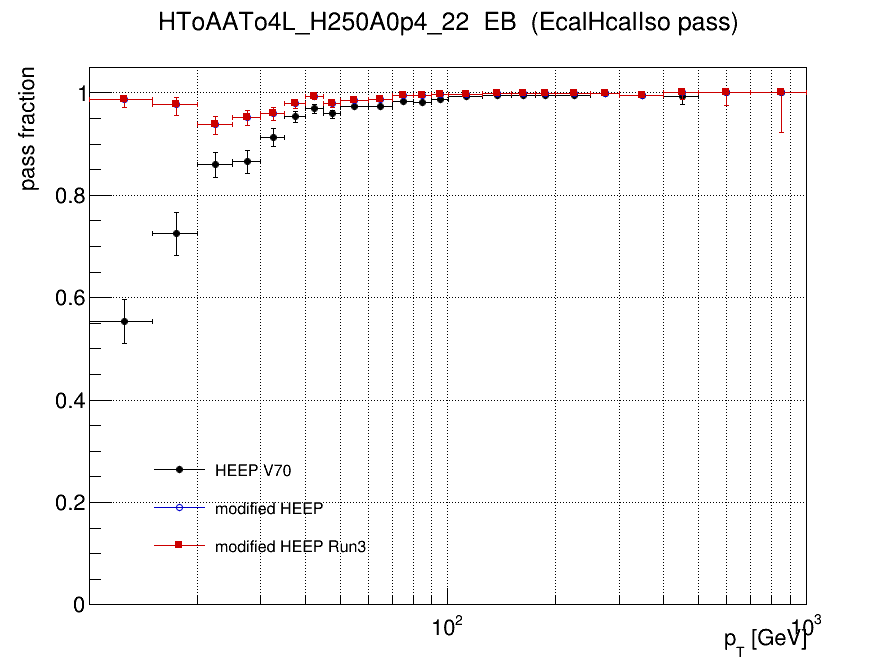 HToAATo4L_H250A0p4_22 EB (EcalHcalIso pass)
pass fraction
1
0.8
0.6
0.4
0.2
0
HEEP V70
modified HEEP
modified HEEP Run3
10²
10³
p_T [GeV]